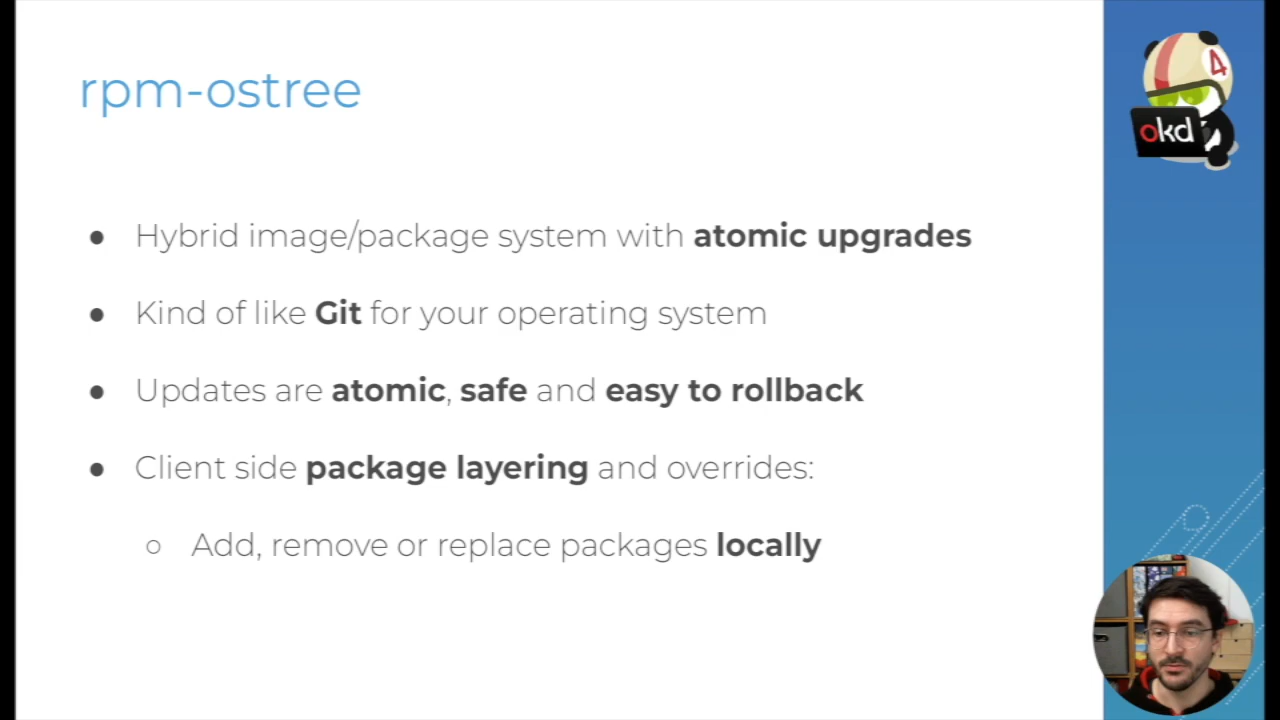 rpm-ostree
4
okd
● Hybrid image/package system with atomic upgrades
● Kind of like Git for your operating system
● Updates are atomic, safe and easy to rollback
● Client side package layering and overrides:
○ Add, remove or replace packages locally